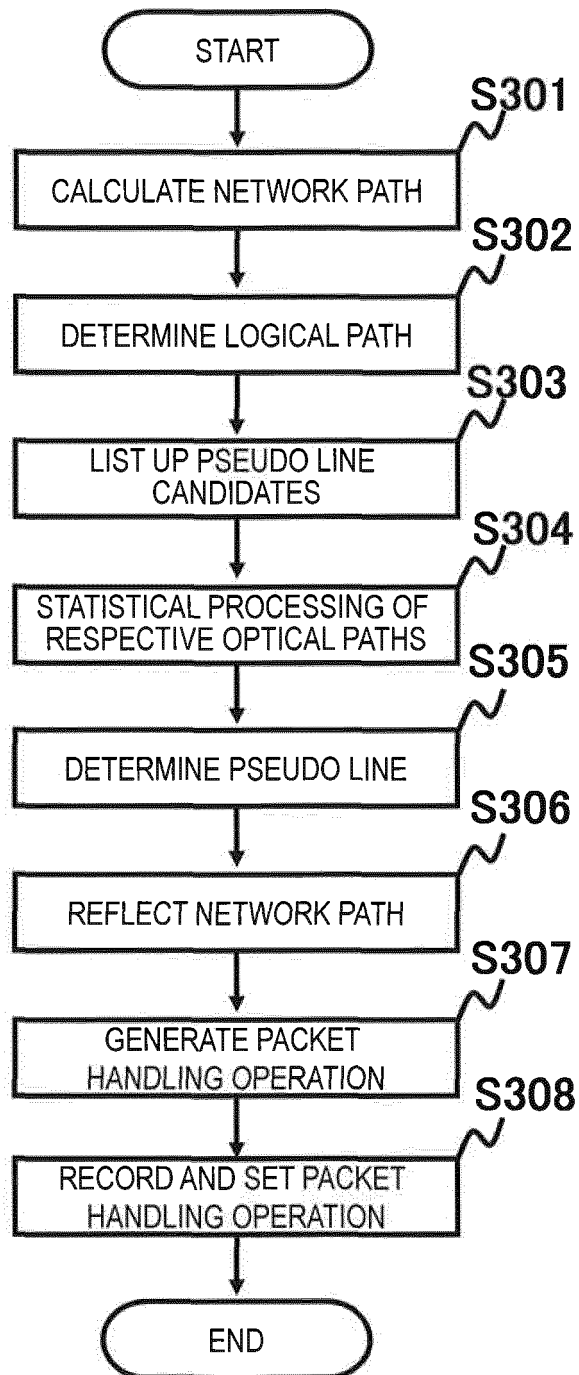 START
S301
CALCULATE NETWORK PATH
S302
DETERMINE LOGICAL PATH
S303
LIST UP PSEUDO LINE
CANDIDATES
S304
STATISTICAL PROCESSING OF
RESPECTIVE OPTICAL PATHS
S305
DETERMINE PSEUDO LINE
S306
REFLECT NETWORK PATH
S307
GENERATE PACKET
HANDLING OPERATION
S308
RECORD AND SET PACKET
HANDLING OPERATION
END